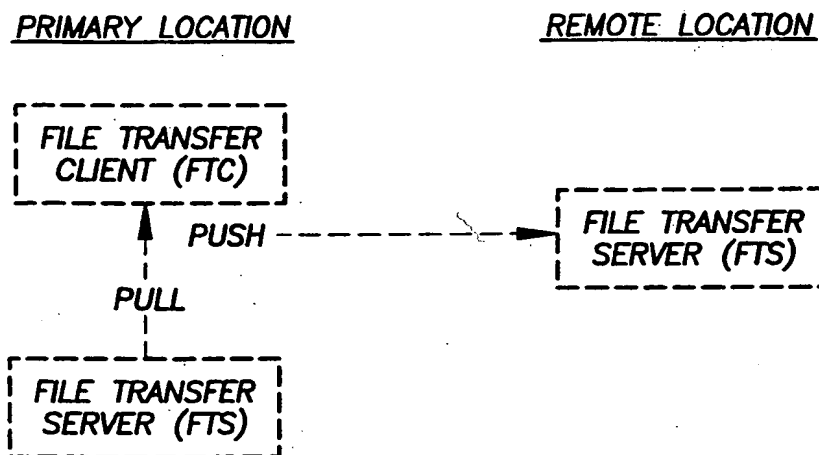 PRIMARY LOCATION
REMOTE LOCATION
FILE TRANSFER
CLIENT (FTC)
PUSH
FILE TRANSFER
SERVER (FTS)
PULL
FILE TRANSFER
SERVER (FTS)